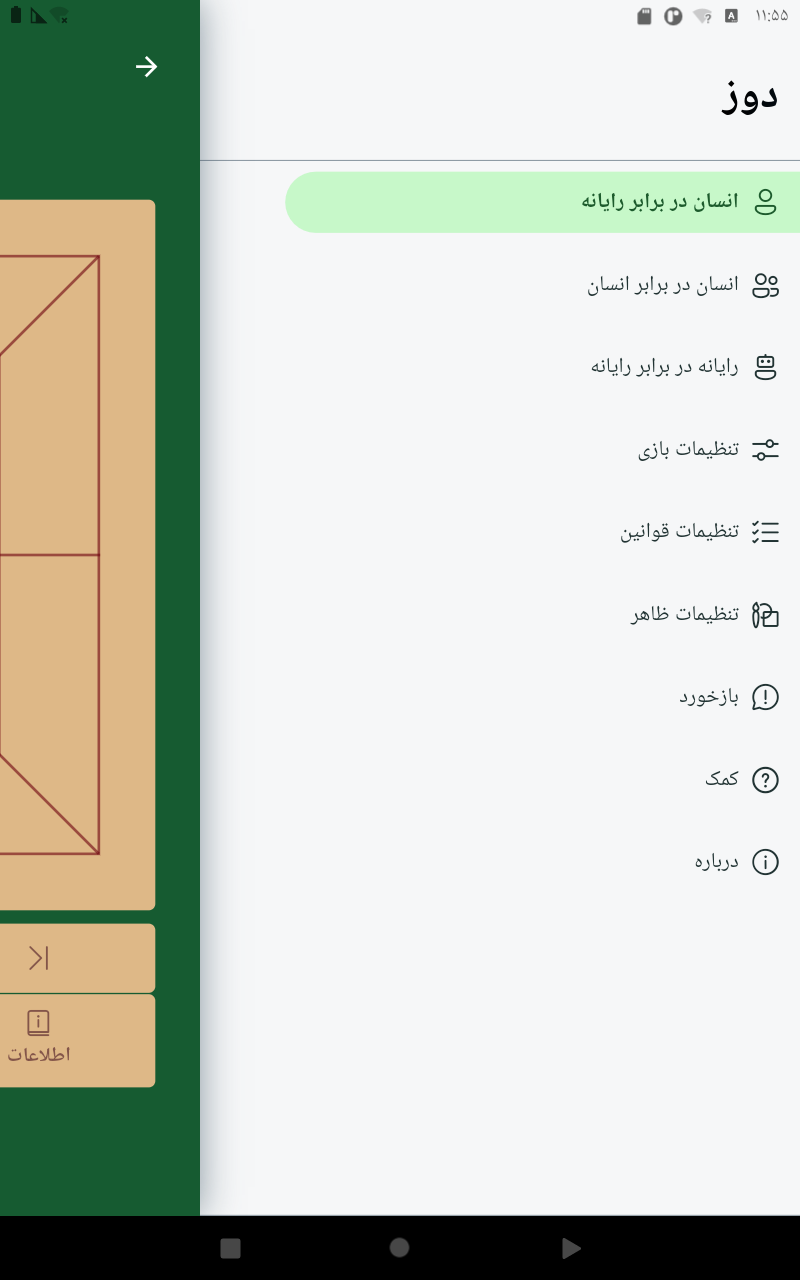 ۱۱:۵۵
دوز
انسان در برابر رایانه
انسان در برابر انسان
رایانه در برابر رایانه
تنظیمات بازی
تنظیمات قوانین
تنظیمات ظاهر
بازخورد
کمک
درباره
اطلاعات